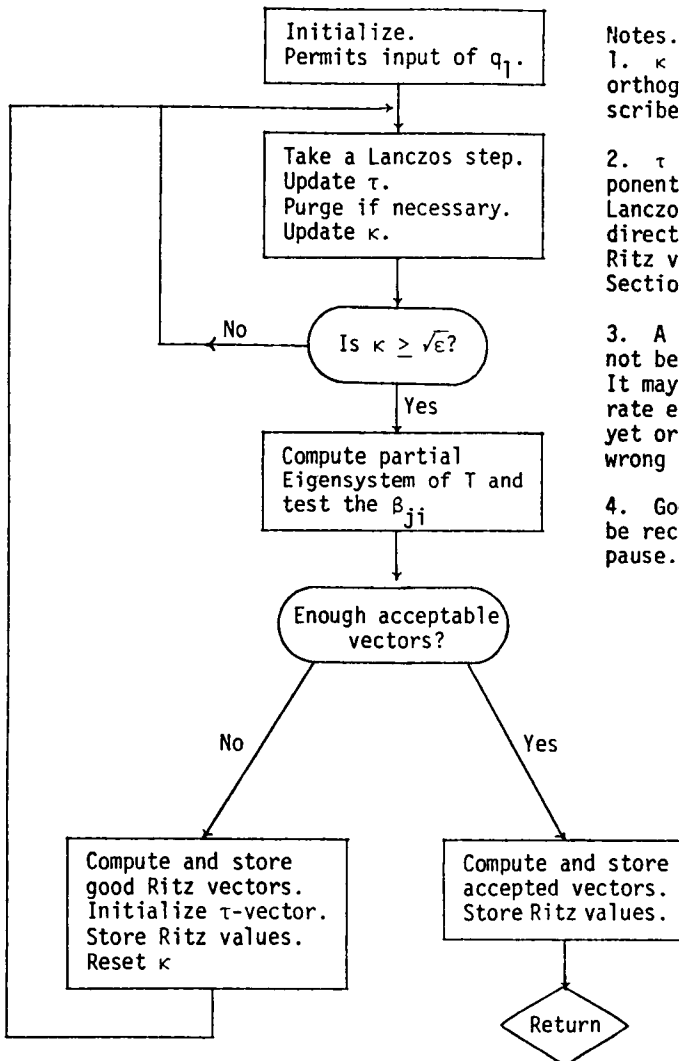 Initialize.
Permits input of q1.
Take a Lanczos step.
Update τ.
Purge if necessary.
Update κ.
Is κ ≥ √ε?
No
Yes
Compute partial
Eigensystem of T and
test the βji
Enough acceptable
vectors?
No
Yes
Compute and store
good Ritz vectors.
Initialize τ-vector.
Store Ritz values.
Reset κ
Compute and store
accepted vectors.
Store Ritz values.
Return
Notes.
1. κ
orthog
scribe
2. τ
ponent
Lanczo
direct
Ritz v
Sectio
3. A
not be
It may
rate e
yet or
wrong
4. Go
be rec
pause.